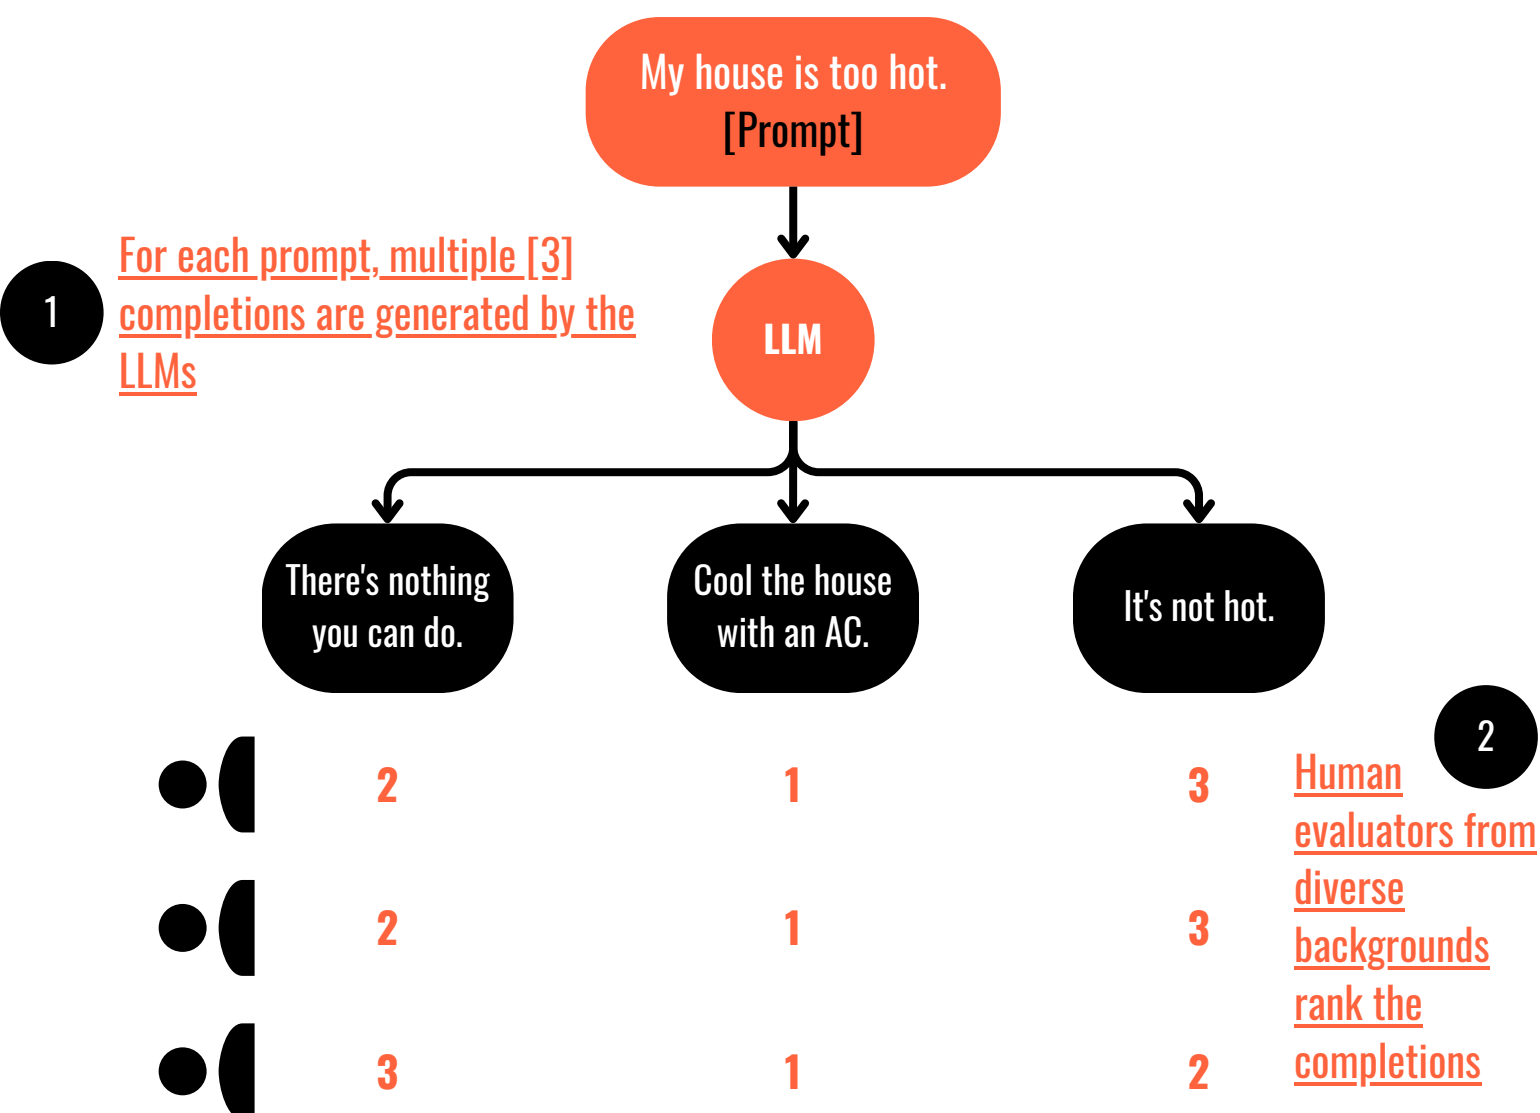 My house is too hot.
[Prompt]
1
For each prompt, multiple [3]
completions are generated by the
LLMs
LLM
There's nothing
you can do.
Cool the house
with an AC.
It's not hot.
2
Human
evaluators from
diverse
backgrounds
rank the
completions
2 1 3
2 1 3
3 1 2